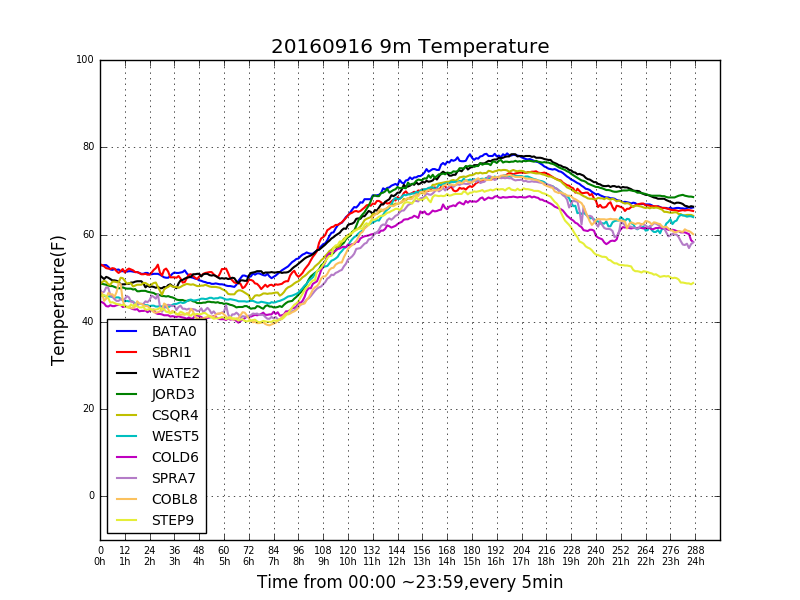 20160916 9m Temperature
100
80
60
40
20
0
Temperature(F)
BATA0
SBRI1
WATE2
JORD3
CSQR4
WEST5
COLD6
SPRA7
COBL8
STEP9
0 12 24 36 48 60 72 84 96 108 120 132 144 156 168 180 192 204 216 228 240 252 264 276 288
0h 1h 2h 3h 4h 5h 6h 7h 8h 9h 10h 11h 12h 13h 14h 15h 16h 17h 18h 19h 20h 21h 22h 23h 24h
Time from 00:00 ~23:59,every 5min